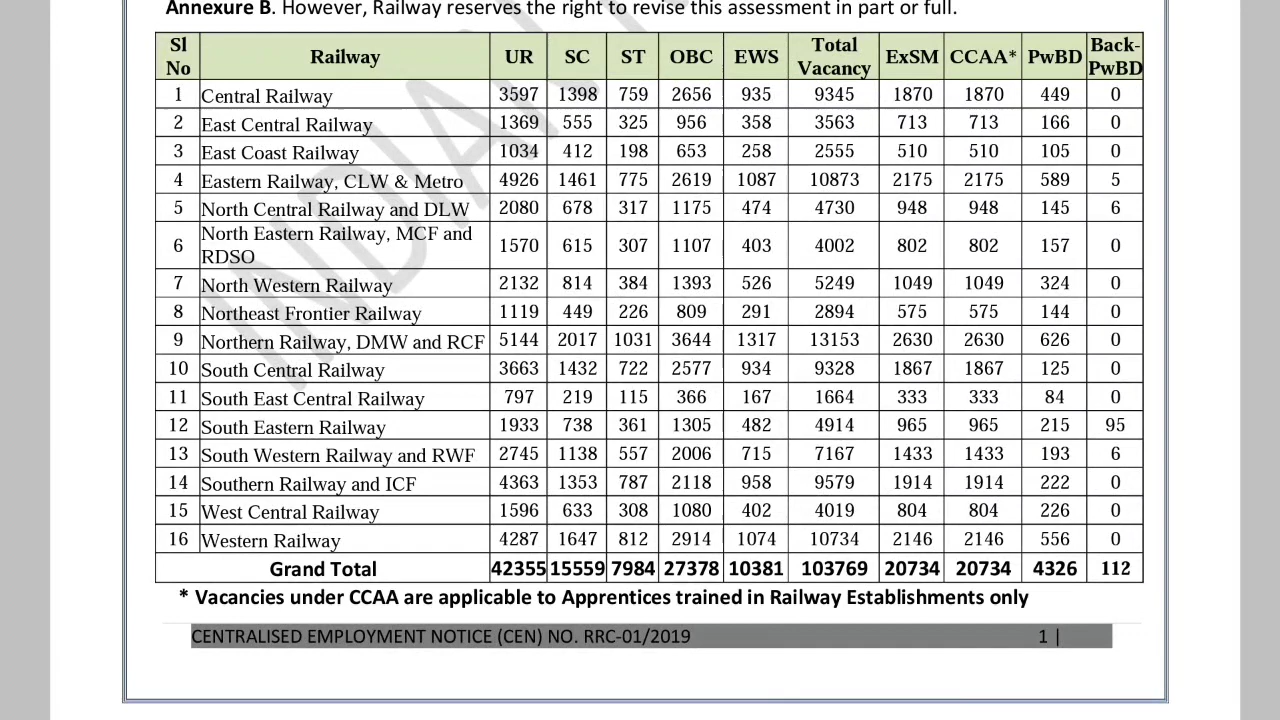 Annexure B. However, Railway reserves the right to revise this assessment in part or full.
Sl No Railway UR SC ST OBC EWS Total Vacancy ExSM CCAA* PwBD Back-PwBD
1 Central Railway 3597 1398 759 2656 935 9345 1870 1870 449 0
2 East Central Railway 1369 555 325 956 358 3563 713 713 166 0
3 East Coast Railway 1034 412 198 653 258 2555 510 510 105 0
4 Eastern Railway, CLW & Metro 4926 1461 775 2619 1087 10873 2175 2175 589 5
5 North Central Railway and DLW 2080 678 317 1175 474 4730 948 948 145 6
6 North Eastern Railway, MCF and RDSO 1570 615 307 1107 403 4002 802 802 157 0
7 North Western Railway 2132 814 384 1393 526 5249 1049 1049 324 0
8 Northeast Frontier Railway 1119 449 226 809 291 2894 575 575 144 0
9 Northern Railway, DMW and RCF 5144 2017 1031 3644 1317 13153 2630 2630 626 0
10 South Central Railway 3663 1432 722 2577 934 9328 1867 1867 125 0
11 South East Central Railway 797 219 115 366 167 1664 333 333 84 0
12 South Eastern Railway 1933 738 361 1305 482 4914 965 965 215 95
13 South Western Railway and RWF 2745 1138 557 2006 715 7167 1433 1433 193 6
14 Southern Railway and ICF 4363 1353 787 2118 958 9579 1914 1914 222 0
15 West Central Railway 1596 633 308 1080 402 4019 804 804 226 0
16 Western Railway 4287 1647 812 2914 1074 10734 2146 2146 556 0
Grand Total 42355 15559 7984 27378 10381 103769 20734 20734 4326 112
* Vacancies under CCAA are applicable to Apprentices trained in Railway Establishments only
CENTRALISED EMPLOYMENT NOTICE (CEN) NO. RRC-01/2019 1 |